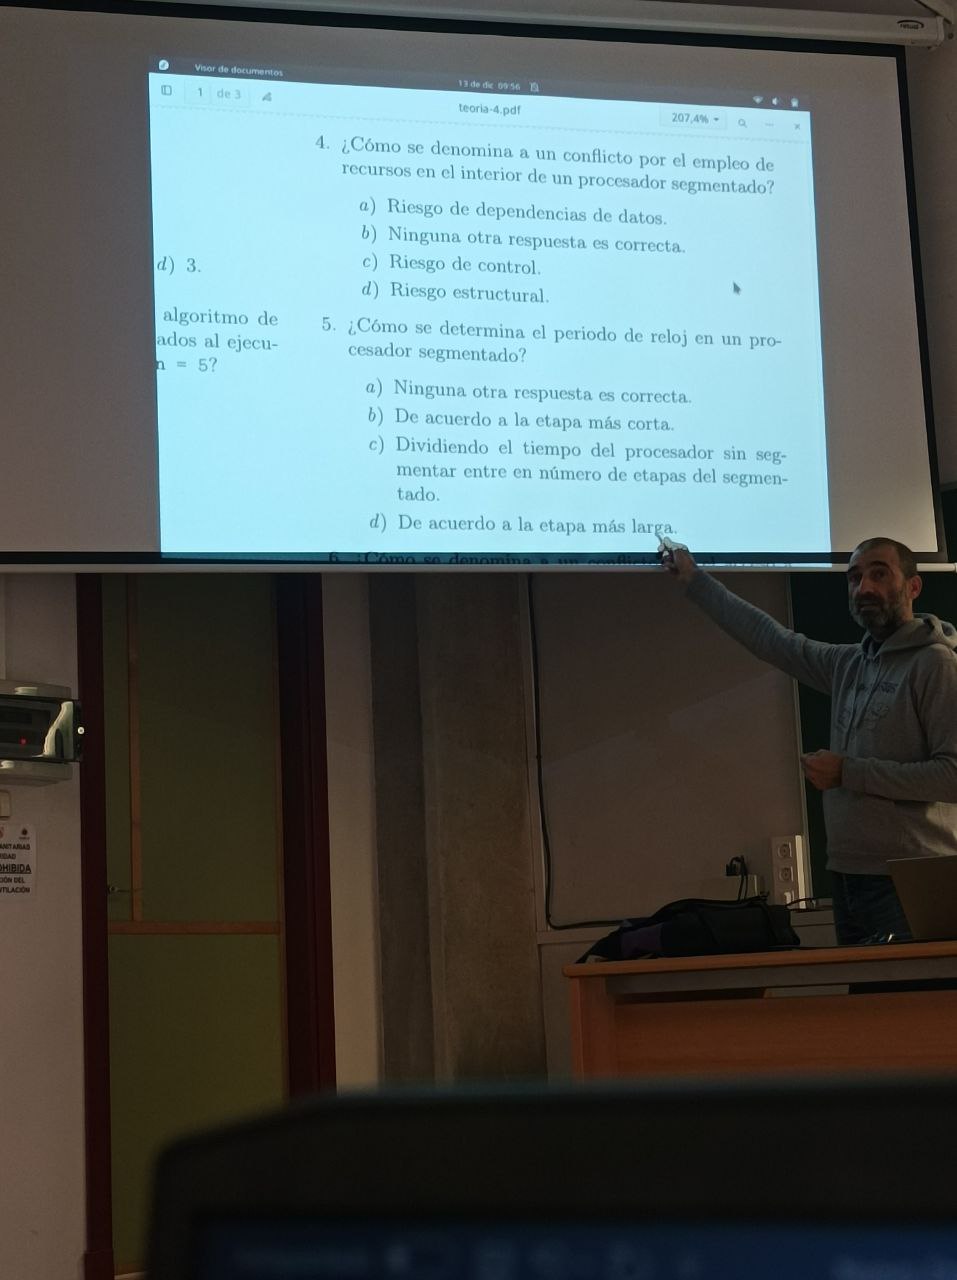 Visor de documentos
13 de dic 09:56
1 de 3
teoria-4.pdf
207,4%
d) 3.
algoritmo de
ados al ejecu-
n = 5?
4. ¿Cómo se denomina a un conflicto por el empleo de
recursos en el interior de un procesador segmentado?
a) Riesgo de dependencias de datos.
b) Ninguna otra respuesta es correcta.
c) Riesgo de control.
d) Riesgo estructural.
5. ¿Cómo se determina el periodo de reloj en un pro-
cesador segmentado?
a) Ninguna otra respuesta es correcta.
b) De acuerdo a la etapa más corta.
c) Dividiendo el tiempo del procesador sin seg-
mentar entre en número de etapas del segmen-
tado.
d) De acuerdo a la etapa más larga.
6. ¿Cómo se denomina a un